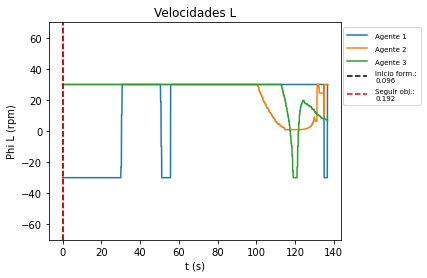 Velocidades L
Phi L (rpm)
60
40
20
0
−20
−40
−60
0
20
40
60
80
100
120
140
t (s)
Agente 1
Agente 2
Agente 3
Inicio form.:
0.096
Seguir obj.:
0.192